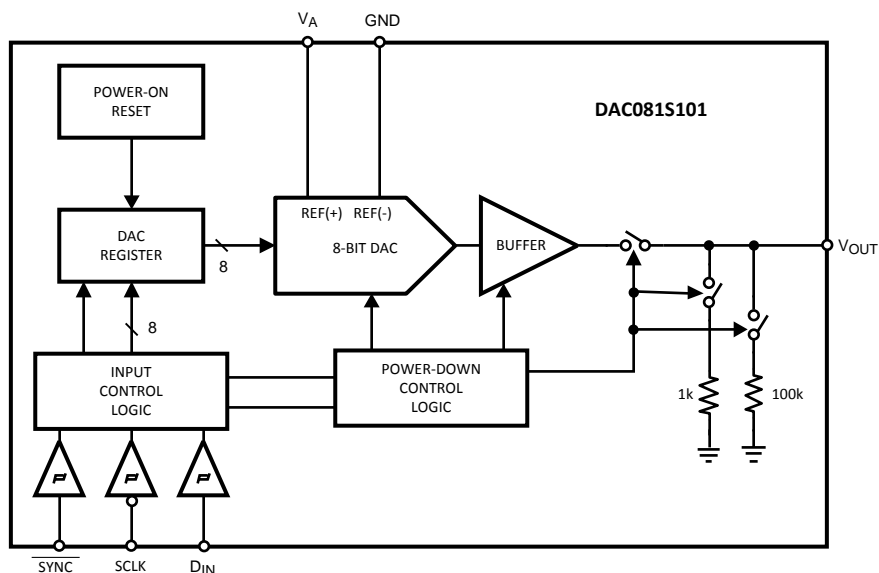 VA
GND
POWER-ON
RESET
DAC081S101
REF(+) REF(-)
DAC
REGISTER
8
8-BIT DAC
BUFFER
VOUT
8
INPUT
CONTROL
LOGIC
POWER-DOWN
CONTROL
LOGIC
1k
100k
SYNC
SCLK
DIN